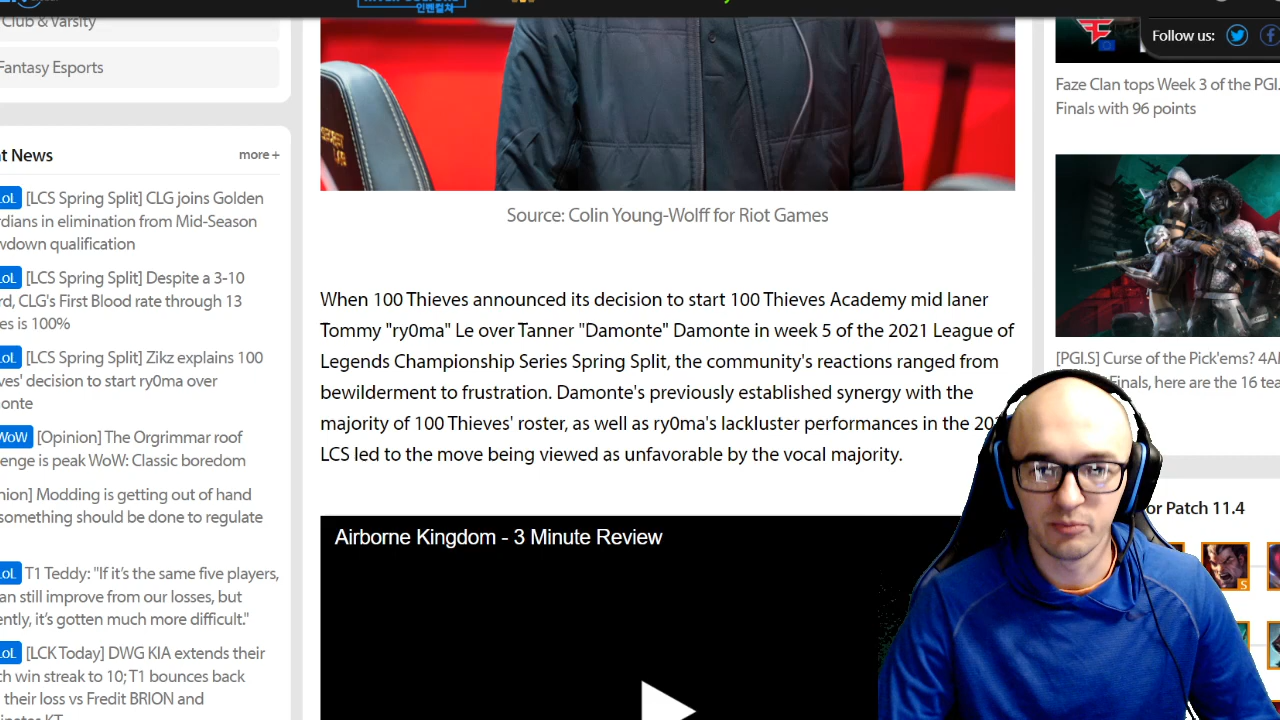 인벤컬쳐
Follow us:
Club & Varsity
Fantasy Esports
t News
more +
oL [LCS Spring Split] CLG joins Golden
rdians in elimination from Mid-Season
wdown qualification
oL [LCS Spring Split] Despite a 3-10
rd, CLG's First Blood rate through 13
es is 100%
oL [LCS Spring Split] Zikz explains 100
ves' decision to start ry0ma over
onte
WoW [Opinion] The Orgrimmar roof
enge is peak WoW: Classic boredom
nion] Modding is getting out of hand
something should be done to regulate
oL T1 Teddy: "If it's the same five players,
an still improve from our losses, but
ently, it's gotten much more difficult."
oL [LCK Today] DWG KIA extends their
ch win streak to 10; T1 bounces back
their loss vs Fredit BRION and
Source: Colin Young-Wolff for Riot Games
When 100 Thieves announced its decision to start 100 Thieves Academy mid laner
Tommy "ry0ma" Le over Tanner "Damonte" Damonte in week 5 of the 2021 League of
Legends Championship Series Spring Split, the community's reactions ranged from
bewilderment to frustration. Damonte's previously established synergy with the
majority of 100 Thieves' roster, as well as ry0ma's lackluster performances in the 20
LCS led to the move being viewed as unfavorable by the vocal majority.
Airborne Kingdom - 3 Minute Review
Faze Clan tops Week 3 of the PGI.
Finals with 96 points
[PGI.S] Curse of the Pick'ems? 4A
Finals, here are the 16 tea
or Patch 11.4
S